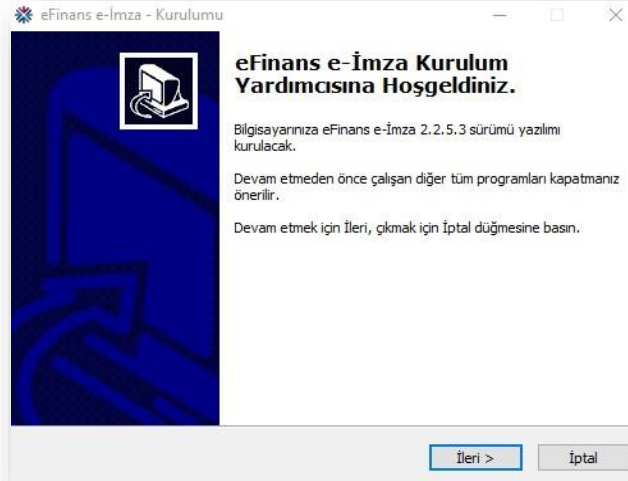 eFinans e-İmza - Kurulumu
eFinans e-İmza Kurulum
Yardımcısına Hoşgeldiniz.
Bilgisayarınıza eFinans e-İmza 2.2.5.3 sürümü yazılımı
kurulacak.
Devam etmeden önce çalışan diğer tüm programları kapatmanız
önerilir.
Devam etmek için İleri, çıkmak için İptal düğmesine basın.
İleri >
İptal